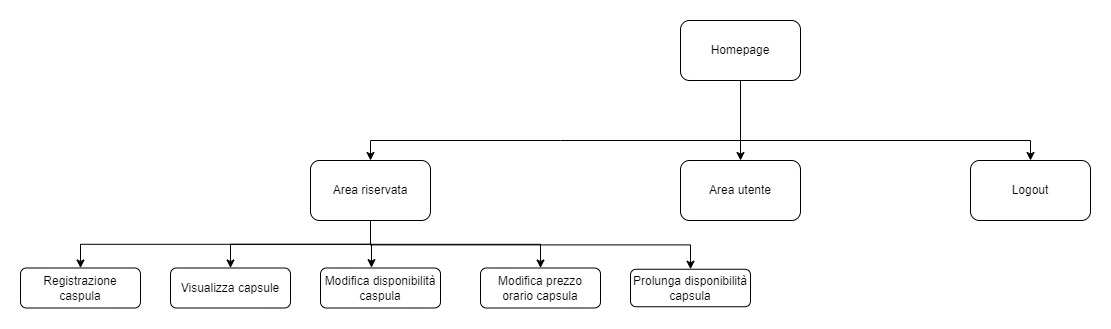 Homepage
Area riservata
Area utente
Logout
Registrazione
caspula
Visualizza capsule
Modifica disponibilità
caspula
Modifica prezzo
orario capsula
Prolunga disponibilità
capsula